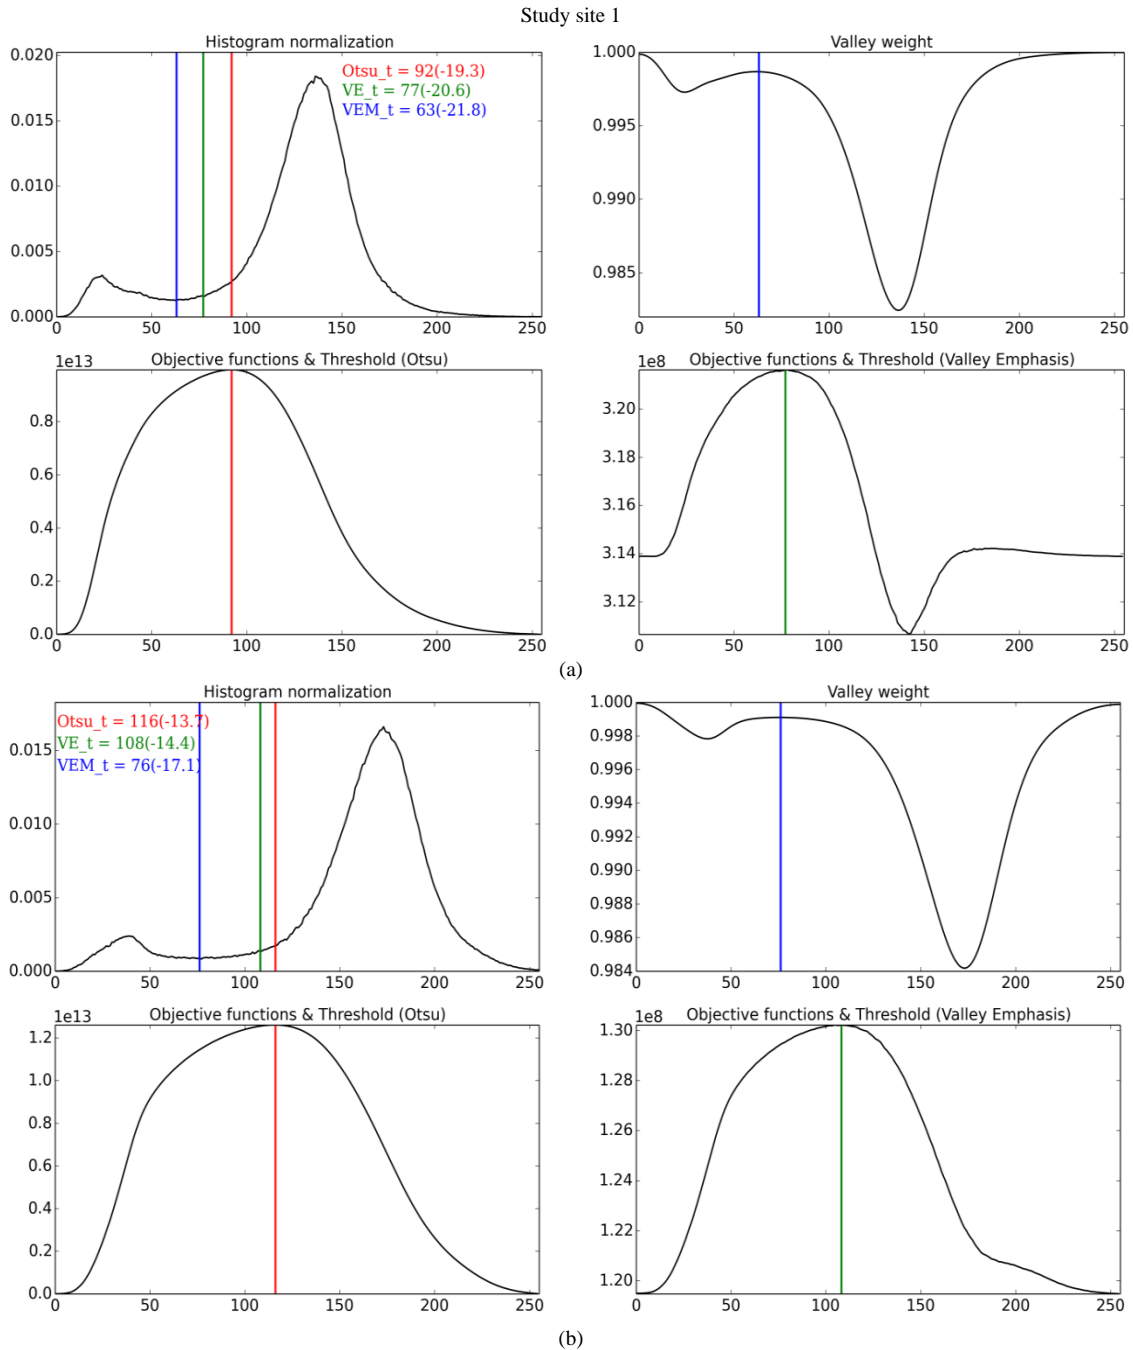 Study site 1
Histogram normalization
Valley weight
0.020
0.015
0.010
0.005
0.000
Otsu_t = 92(-19.3)
VE_t = 77(-20.6)
VEM_t = 63(-21.8)
0 50 100 150 200 250
1.000
0.995
0.990
0.985
0 50 100 150 200 250
1e13
Objective functions & Threshold (Otsu)
0.8
0.6
0.4
0.2
0.0
0 50 100 150 200 250
1e8
Objective functions & Threshold (Valley Emphasis)
3.20
3.18
3.16
3.14
3.12
0 50 100 150 200 250
(a)
Histogram normalization
Valley weight
Otsu_t = 116(-13.7)
VE_t = 108(-14.4)
VEM_t = 76(-17.1)
0.015
0.010
0.005
0.000
0 50 100 150 200 250
1.000
0.998
0.996
0.994
0.992
0.990
0.988
0.986
0.984
0 50 100 150 200 250
1e13
Objective functions & Threshold (Otsu)
1.2
1.0
0.8
0.6
0.4
0.2
0.0
0 50 100 150 200 250
1e8
Objective functions & Threshold (Valley Emphasis)
1.30
1.28
1.26
1.24
1.22
1.20
0 50 100 150 200 250
(b)